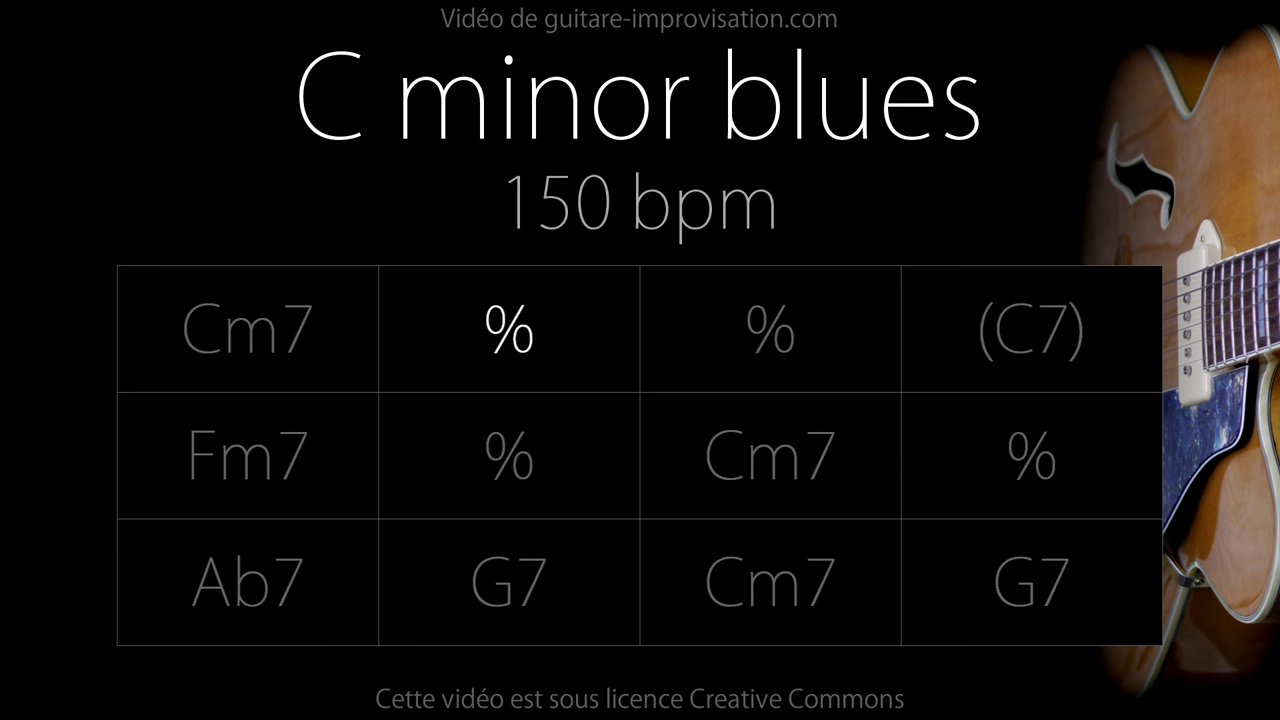 Vidéo de guitare-improvisation.com
C minor blues
150 bpm
Cm7 % % (C7)
Fm7 % Cm7 %
Ab7 G7 Cm7 G7
Cette vidéo est sous licence Creative Commons